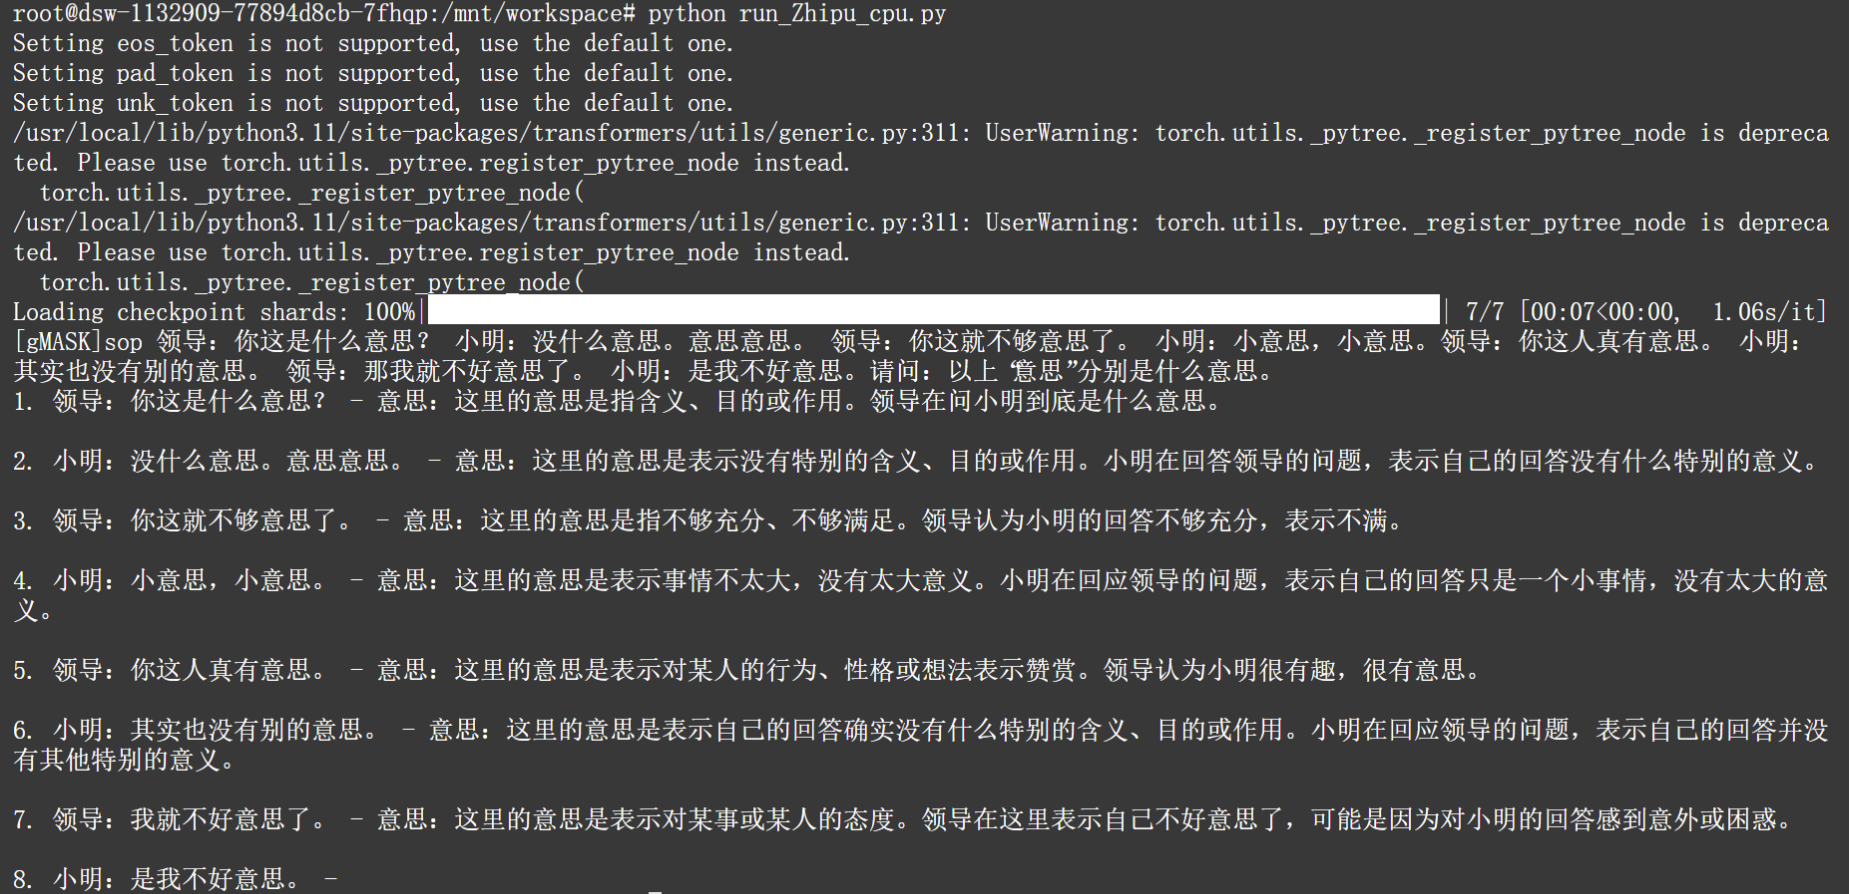 root@dsw-1132909-77894d8cb-7fhqp:/mnt/workspace# python run_Zhipu_cpu.py
Setting eos_token is not supported, use the default one.
Setting pad_token is not supported, use the default one.
Setting unk_token is not supported, use the default one.
/usr/local/lib/python3.11/site-packages/transformers/utils/generic.py:311: UserWarning: torch.utils._pytree._register_pytree_node is depreca
ted. Please use torch.utils._pytree.register_pytree_node instead.
  torch.utils._pytree._register_pytree_node(
/usr/local/lib/python3.11/site-packages/transformers/utils/generic.py:311: UserWarning: torch.utils._pytree._register_pytree_node is depreca
ted. Please use torch.utils._pytree.register_pytree_node instead.
  torch.utils._pytree._register_pytree_node(
Loading checkpoint shards: 100%|| 7/7 [00:07<00:00,  1.06s/it]
[gMASK]sop 领导：你这是什么意思？ 小明：没什么意思。意思意思。 领导：你这就不够意思了。 小明：小意思，小意思。领导：你这人真有意思。 小明：
其实也没有别的意思。 领导：那我就不好意思了。 小明：是我不好意思。请问：以上“意思”分别是什么意思。
1. 领导：你这是什么意思？ - 意思：这里的意思是指含义、目的或作用。领导在问小明到底是什么意思。
2. 小明：没什么意思。意思意思。 - 意思：这里的意思是表示没有特别的含义、目的或作用。小明在回答领导的问题，表示自己的回答没有什么特别的意义。
3. 领导：你这就不够意思了。 - 意思：这里的意思是指不够充分、不够满足。领导认为小明的回答不够充分，表示不满。
4. 小明：小意思，小意思。 - 意思：这里的意思是表示事情不太大，没有太大意义。小明在回应领导的问题，表示自己的回答只是一个小事情，没有太大的意
义。
5. 领导：你这人真有意思。 - 意思：这里的意思是表示对某人的行为、性格或想法表示赞赏。领导认为小明很有趣，很有意思。
6. 小明：其实也没有别的意思。 - 意思：这里的意思是表示自己的回答确实没有什么特别的含义、目的或作用。小明在回应领导的问题，表示自己的回答并没
有其他特别的意义。
7. 领导：我就不好意思了。 - 意思：这里的意思是表示对某事或某人的态度。领导在这里表示自己不好意思了，可能是因为对小明的回答感到意外或困惑。
8. 小明：是我不好意思。 -